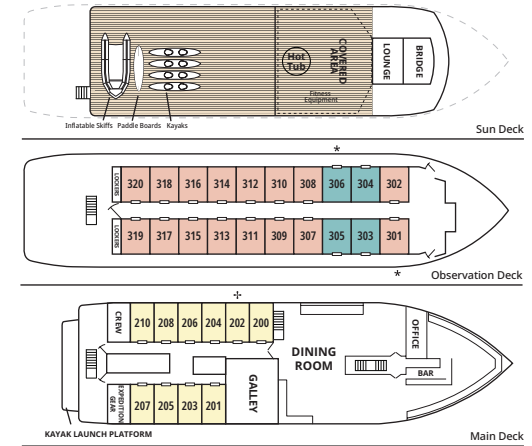 Hot
Tub
COVERED
AREA
LOUNGE
BRIDGE
Fitness
Equipment
Inflatable Skiffs
Paddle Boards
Kayaks
Sun Deck
*
LOCKERS
320
318
316
314
312
310
308
306
304
302
LOCKERS
319
317
315
313
311
309
307
305
303
301
*
Observation Deck
✢
CREW
210
208
206
204
202
200
DINING
ROOM
OFFICE
BAR
EXPEDITION
GEAR
207
205
203
201
GALLEY
KAYAK LAUNCH PLATFORM
Main Deck